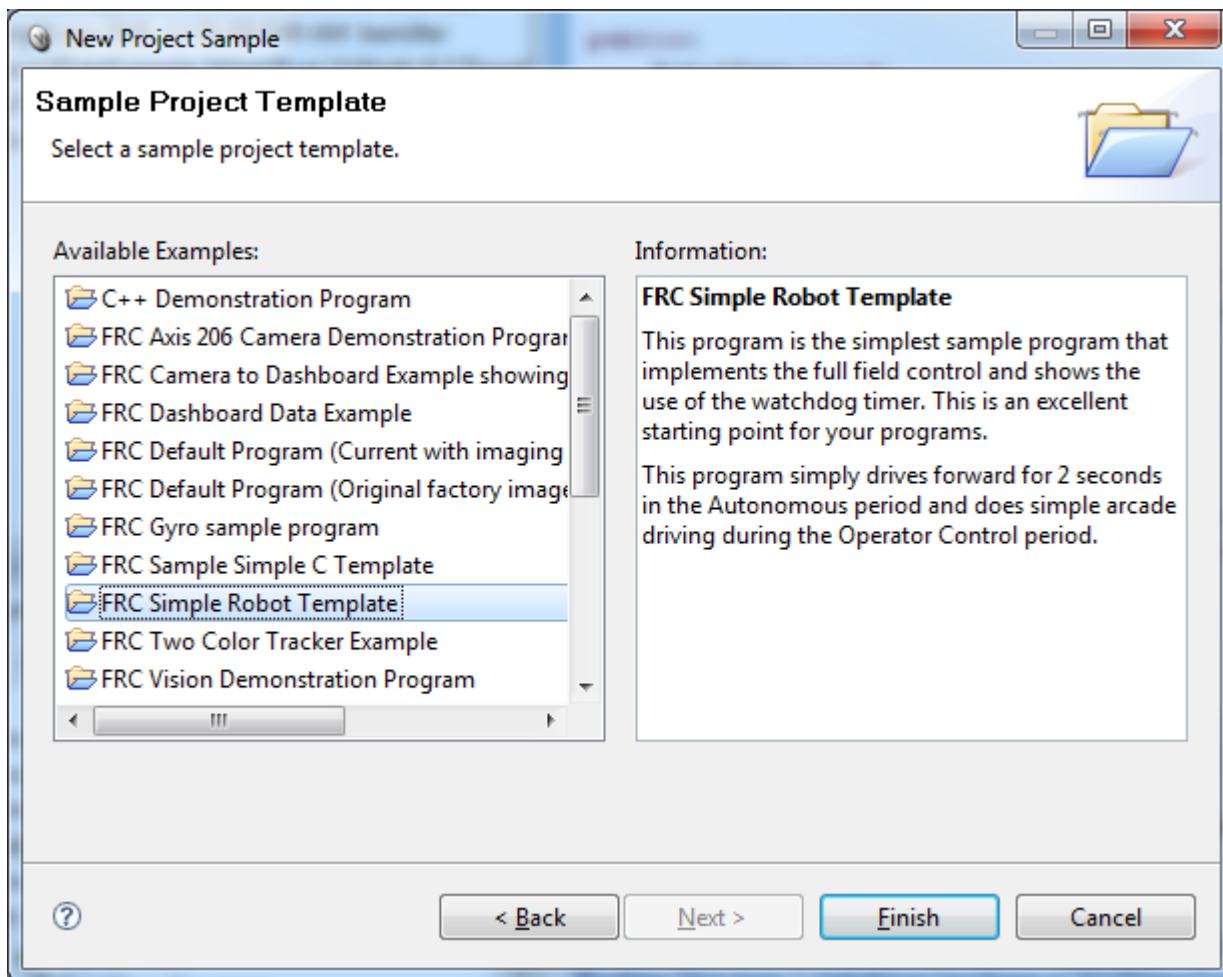 New Project Sample
Sample Project Template
Select a sample project template.
Available Examples:
C++ Demonstration Program
FRC Axis 206 Camera Demonstration
FRC Camera to Dashboard Example showing
FRC Dashboard Data Example
FRC Default Program (Current with imaging
FRC Default Program (Original factory
FRC Gyro sample program
FRC Sample Simple C Template
FRC Simple Robot Template
FRC Two Color Tracker Example
FRC Vision Demonstration Program
Information:
FRC Simple Robot Template
This program is the simplest sample program that
implements the full field control and shows the
use of the watchdog timer. This is an excellent
starting point for your programs.
This program simply drives forward for 2 seconds
in the Autonomous period and does simple arcade
driving during the Operator Control period.
< Back
Next >
Finish
Cancel